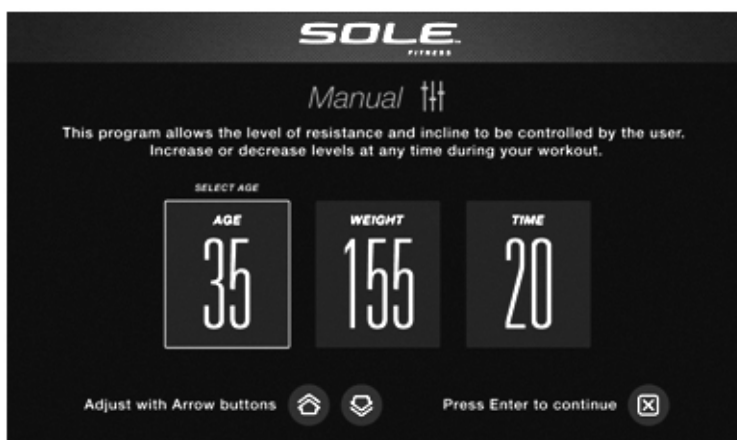 SOLE
FITNESS
Manual
This program allows the level of resistance and incline to be controlled by the user.
Increase or decrease levels at any time during your workout.
SELECT AGE
AGE WEIGHT TIME
35 155 20
Adjust with Arrow buttons Press Enter to continue